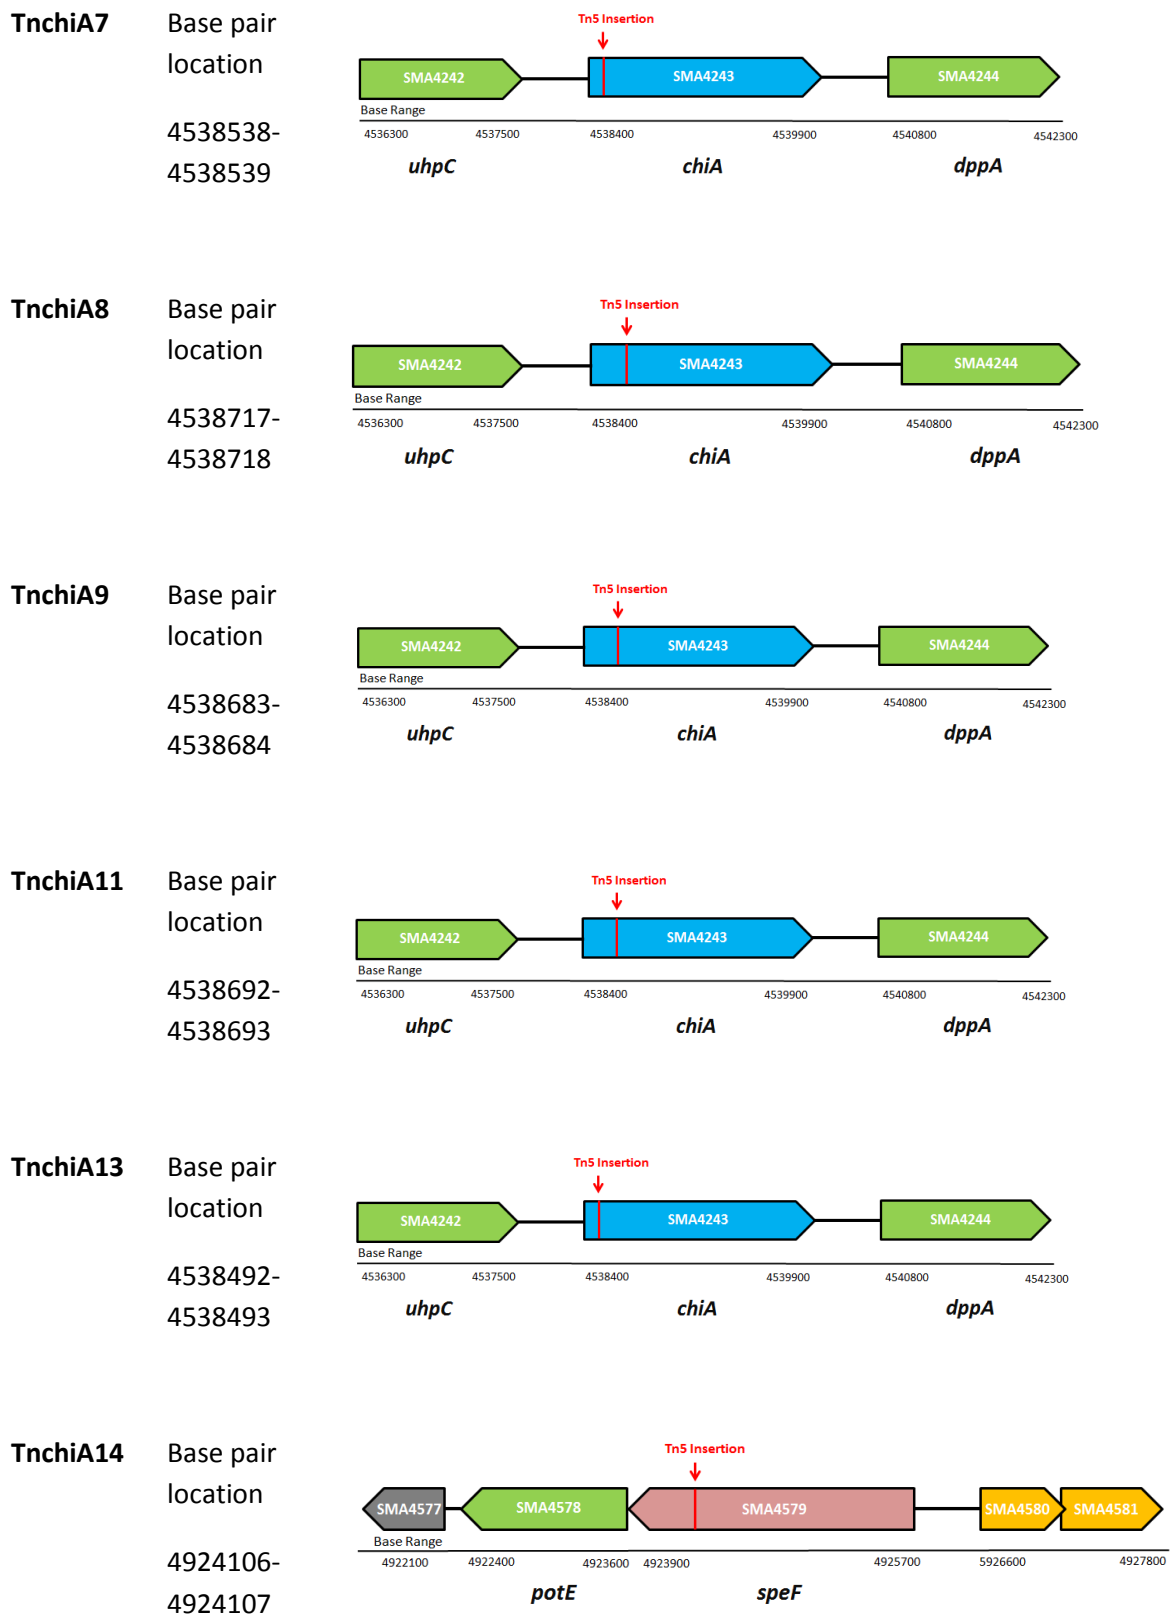 TnchiA7
Base pair
location
4538538-
4538539
Tn5 Insertion
SMA4242 SMA4243 SMA4244
Base Range
4536300 4537500 4538400 4539900 4540800 4542300
uhpC chiA dppA
TnchiA8
Base pair
location
4538717-
4538718
Tn5 Insertion
SMA4242 SMA4243 SMA4244
Base Range
4536300 4537500 4538400 4539900 4540800 4542300
uhpC chiA dppA
TnchiA9
Base pair
location
4538683-
4538684
Tn5 Insertion
SMA4242 SMA4243 SMA4244
Base Range
4536300 4537500 4538400 4539900 4540800 4542300
uhpC chiA dppA
TnchiA11
Base pair
location
4538692-
4538693
Tn5 Insertion
SMA4242 SMA4243 SMA4244
Base Range
4536300 4537500 4538400 4539900 4540800 4542300
uhpC chiA dppA
TnchiA13
Base pair
location
4538492-
4538493
Tn5 Insertion
SMA4242 SMA4243 SMA4244
Base Range
4536300 4537500 4538400 4539900 4540800 4542300
uhpC chiA dppA
TnchiA14
Base pair
location
4924106-
4924107
Tn5 Insertion
SMA4577 SMA4578 SMA4579 SMA4580 SMA4581
Base Range
4922100 4922400 4923600 4923900 4925700 5926600 4927800
potE speF